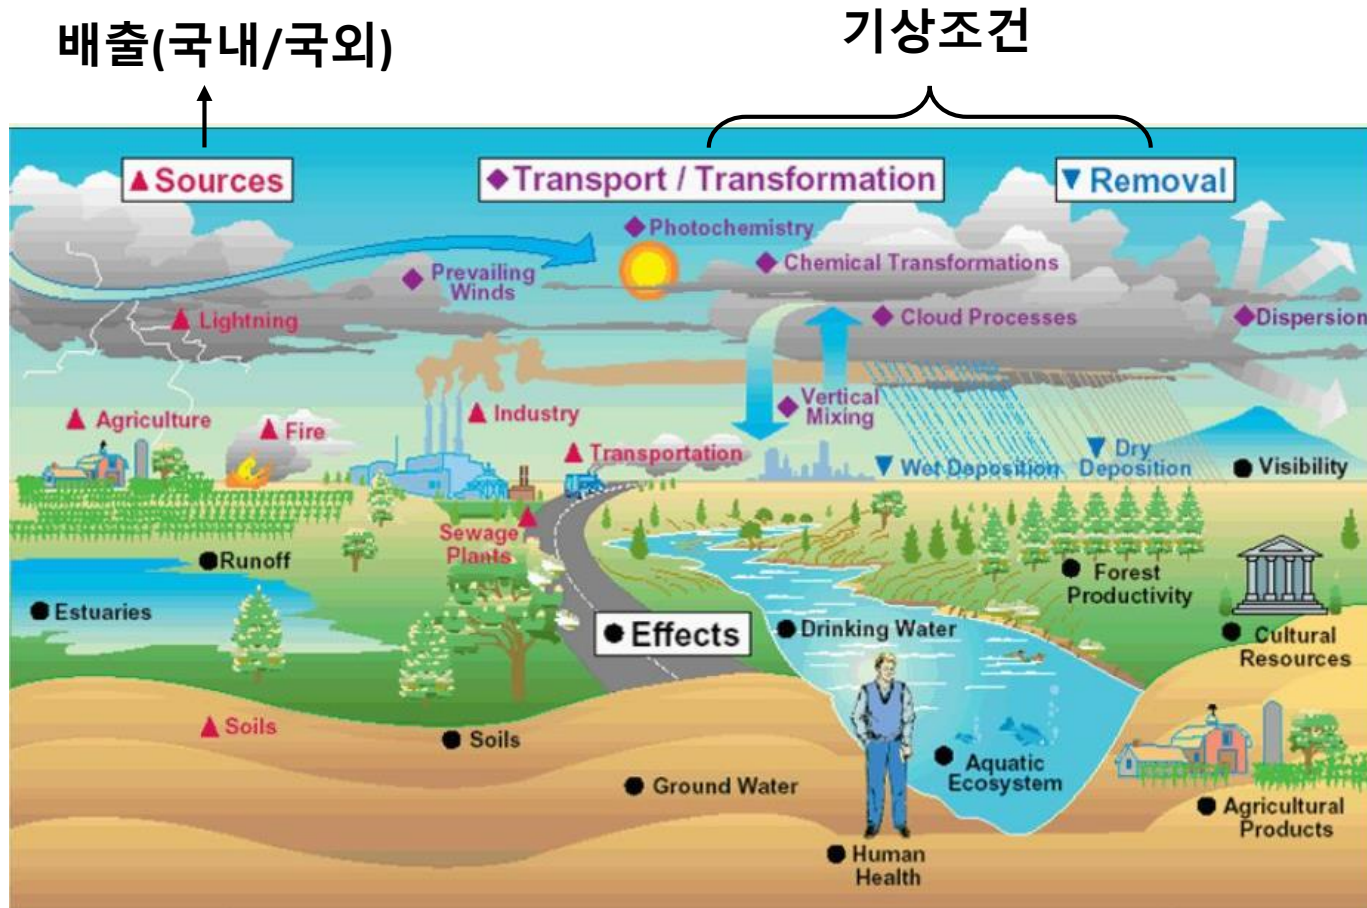 배출(국내/국외)
기상조건
Sources
Transport / Transformation
Removal
Photochemistry
Prevailing
Winds
Chemical Transformations
Lightning
Cloud Processes
Dispersion
Agriculture
Fire
Industry
Vertical
Mixing
Transportation
Wet Deposition
Dry
Deposition
Visibility
Sewage
Plants
Runoff
Estuaries
Forest
Productivity
Effects
Drinking Water
Cultural
Resources
Soils
Soils
Ground Water
Aquatic
Ecosystem
Agricultural
Products
Human
Health